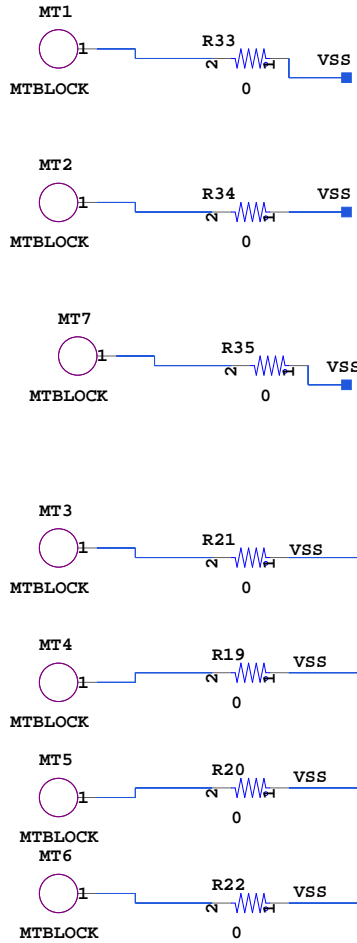 MT1
R33
VSS
1
2
1
MTBLOCK
0
MT2
R34
VSS
1
2
1
MTBLOCK
0
MT7
R35
VSS
1
2
1
MTBLOCK
0
MT3
R21
VSS
1
2
1
MTBLOCK
0
MT4
R19
VSS
1
2
1
MTBLOCK
0
MT5
R20
VSS
1
2
1
MTBLOCK
0
MT6
R22
VSS
1
2
1
MTBLOCK
0